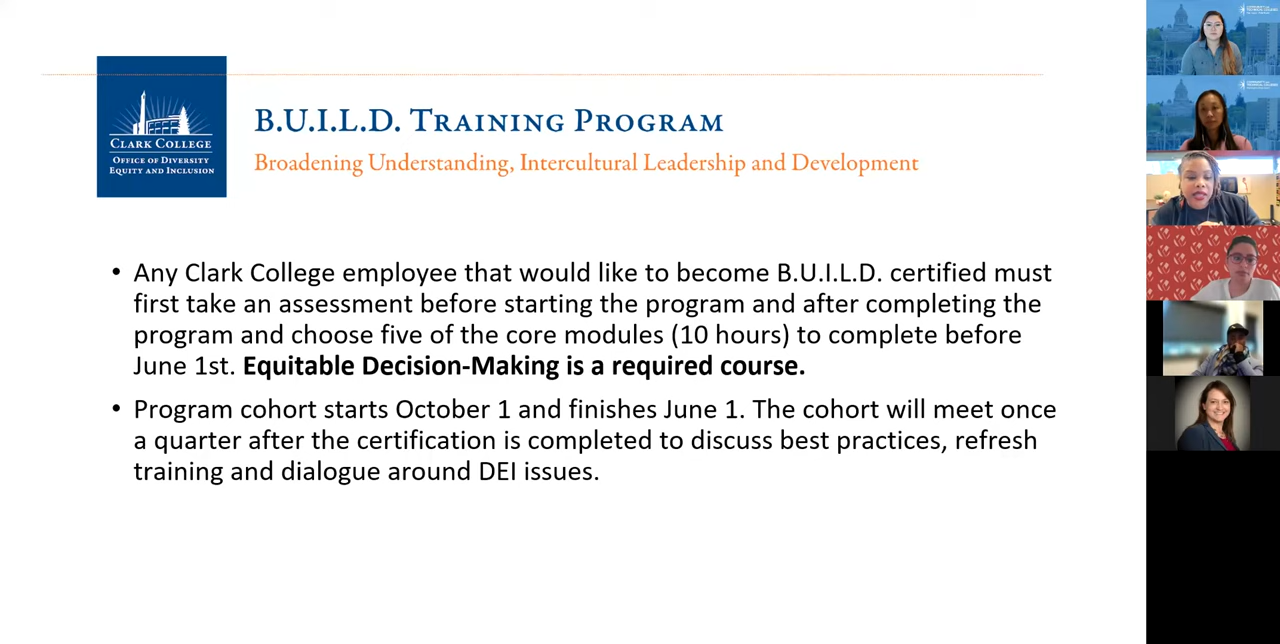 CLARK COLLEGE
OFFICE OF DIVERSITY
EQUITY AND INCLUSION
B.U.I.L.D. TRAINING PROGRAM
Broadening Understanding, Intercultural Leadership and Development
• Any Clark College employee that would like to become B.U.I.L.D. certified must
first take an assessment before starting the program and after completing the
program and choose five of the core modules (10 hours) to complete before
June 1st. Equitable Decision-Making is a required course.
• Program cohort starts October 1 and finishes June 1. The cohort will meet once
a quarter after the certification is completed to discuss best practices, refresh
training and dialogue around DEI issues.